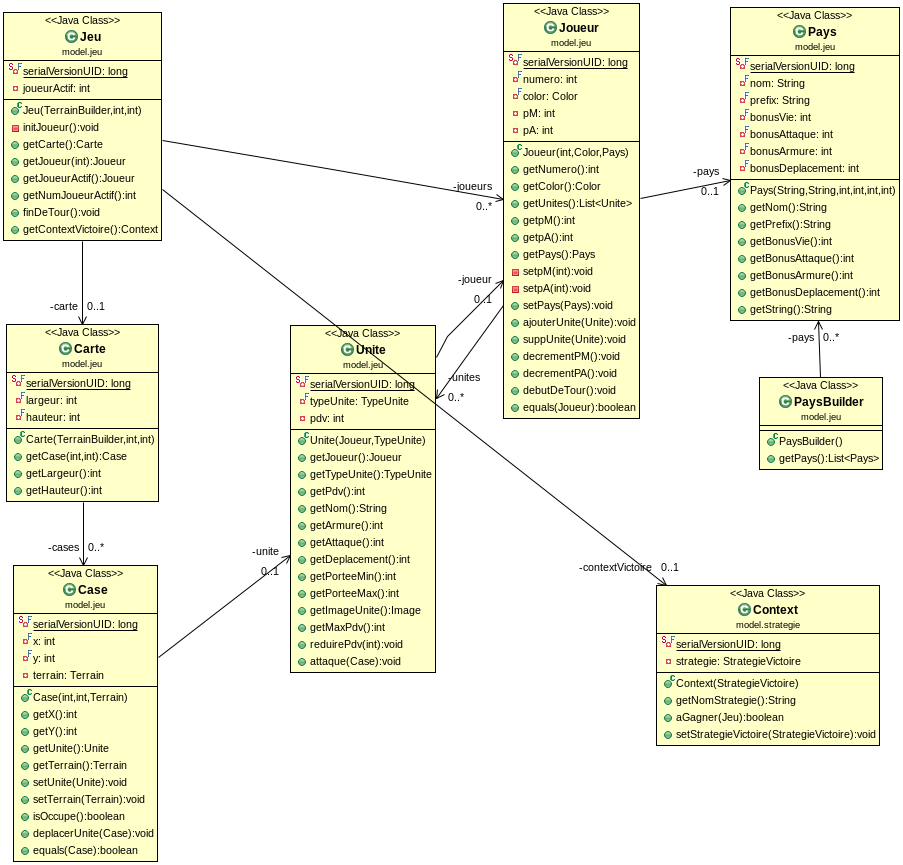 <<Java Class>>
Jeu
model.jeu
serialVersionUID: long
joueurActif: int
Jeu(TerrainBuilder,int,int)
initJoueur():void
getCarte():Carte
getJoueur(int):Joueur
getJoueurActif():Joueur
getNumJoueurActif():int
finDeTour():void
getContextVictoire():Context
-carte 0..1
<<Java Class>>
Carte
model.jeu
serialVersionUID: long
largeur: int
hauteur: int
Carte(TerrainBuilder,int,int)
getCase(int,int):Case
getLargeur():int
getHauteur():int
-cases 0..*
<<Java Class>>
Case
model.jeu
serialVersionUID: long
x: int
y: int
terrain: Terrain
Case(int,int,Terrain)
getX():int
getY():int
getUnite():Unite
getTerrain():Terrain
setUnite(Unite):void
setTerrain(Terrain):void
isOccupe():boolean
deplacerUnite(Case):void
equals(Case):boolean
-unite
0..1
<<Java Class>>
Unite
model.jeu
serialVersionUID: long
typeUnite: TypeUnite
pdv: int
Unite(Joueur,TypeUnite)
getJoueur():Joueur
getTypeUnite():TypeUnite
getPdv():int
getNom():String
getArmure():int
getAttaque():int
getDeplacement():int
getPorteeMin():int
getPorteeMax():int
getImageUnite():Image
getMaxPdv():int
reduirePdv(int):void
attaque(Case):void
-joueurs
0..*
-joueur
0..1
-unites
0..*
<<Java Class>>
Joueur
model.jeu
serialVersionUID: long
numero: int
color: Color
pM: int
pA: int
Joueur(int,Color,Pays)
getNumero():int
getColor():Color
getUnites():List<Unite>
getpM():int
getpA():int
getPays():Pays
setpM(int):void
setpA(int):void
setPays(Pays):void
ajouterUnite(Unite):void
suppUnite(Unite):void
decrementPM():void
decrementPA():void
debutDeTour():void
equals(Joueur):boolean
-pays
0..1
<<Java Class>>
Pays
model.jeu
serialVersionUID: long
nom: String
prefix: String
bonusVie: int
bonusAttaque: int
bonusArmure: int
bonusDeplacement: int
Pays(String,String,int,int,int,int)
getNom():String
getPrefix():String
getBonusVie():int
getBonusAttaque():int
getBonusArmure():int
getBonusDeplacement():int
getString():String
-pays 0..*
<<Java Class>>
PaysBuilder
model.jeu
PaysBuilder()
getPays():List<Pays>
-contextVictoire 0..1
<<Java Class>>
Context
model.strategie
serialVersionUID: long
strategie: StrategieVictoire
Context(StrategieVictoire)
getNomStrategie():String
aGagner(Jeu):boolean
setStrategieVictoire(StrategieVictoire):void